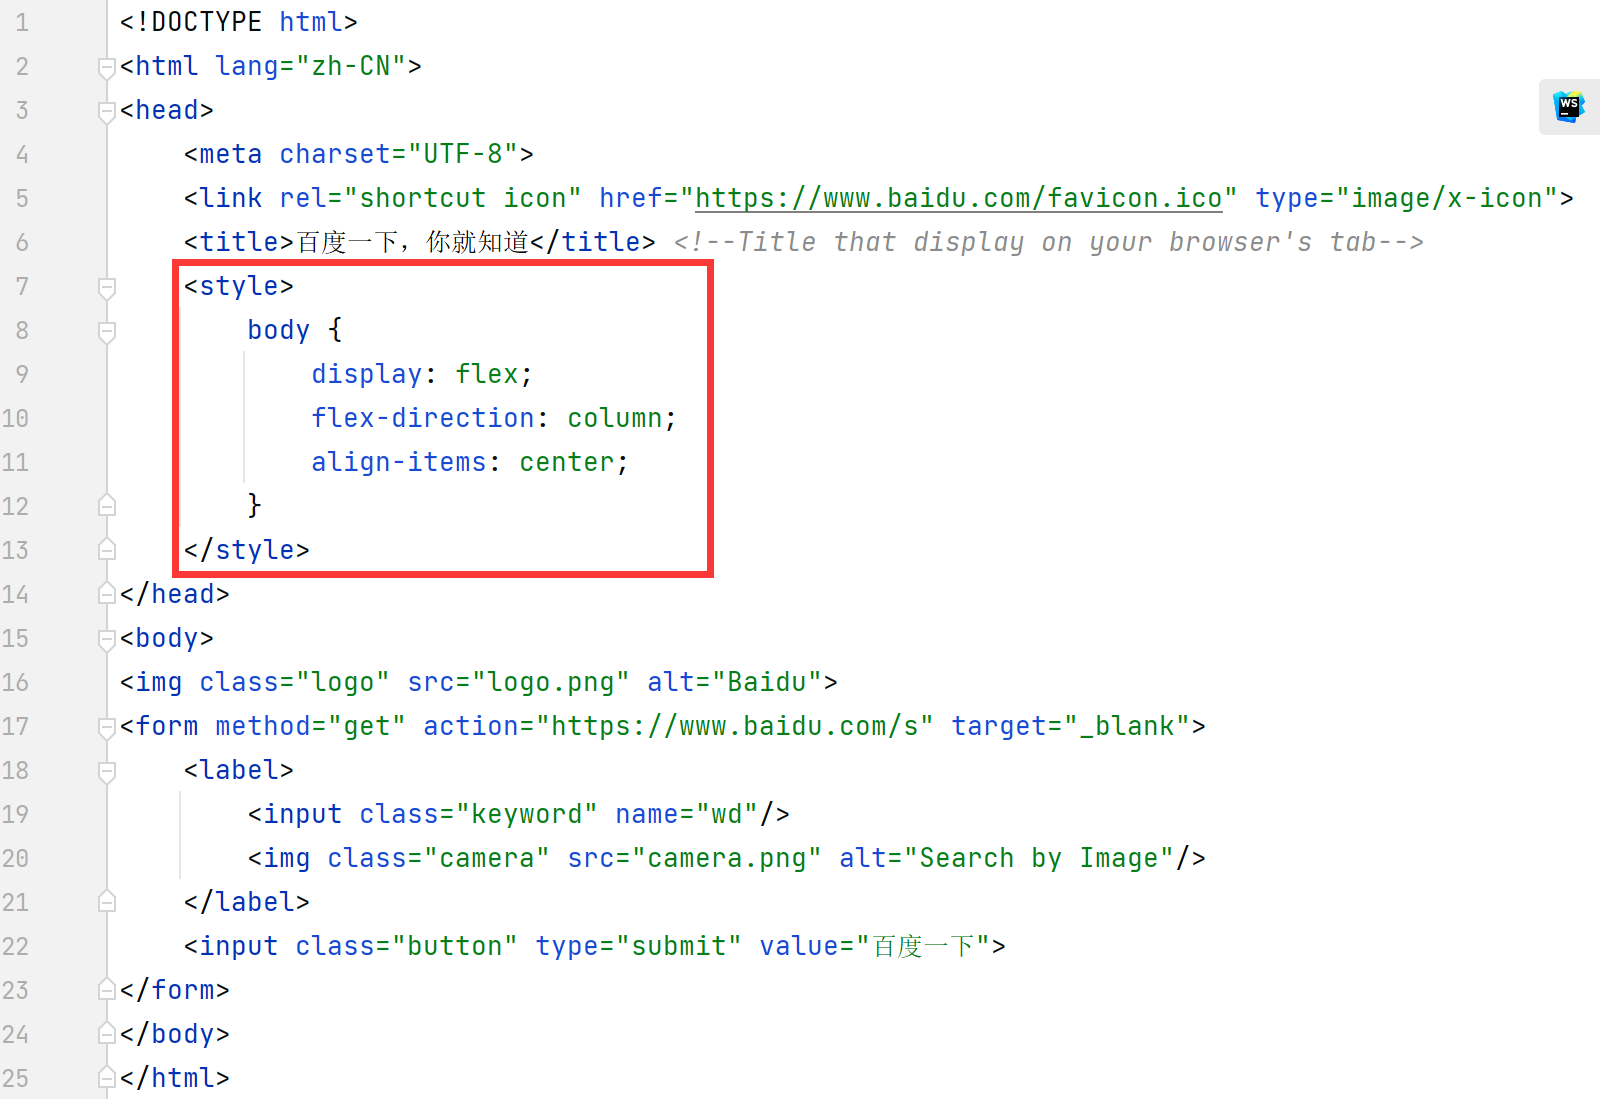 1 <!DOCTYPE html>
2 <html lang="zh-CN">
3 <head>
WS
4     <meta charset="UTF-8">
5     <link rel="shortcut icon" href="https://www.baidu.com/favicon.ico" type="image/x-icon">
6     <title>百度一下，你就知道</title> <!--Title that display on your browser's tab-->
7     <style>
8         body {
9             display: flex;
10             flex-direction: column;
11             align-items: center;
12         }
13     </style>
14 </head>
15 <body>
16 <img class="logo" src="logo.png" alt="Baidu">
17 <form method="get" action="https://www.baidu.com/s" target="_blank">
18     <label>
19         <input class="keyword" name="wd"/>
20         <img class="camera" src="camera.png" alt="Search by Image"/>
21     </label>
22     <input class="button" type="submit" value="百度一下">
23 </form>
24 </body>
25 </html>